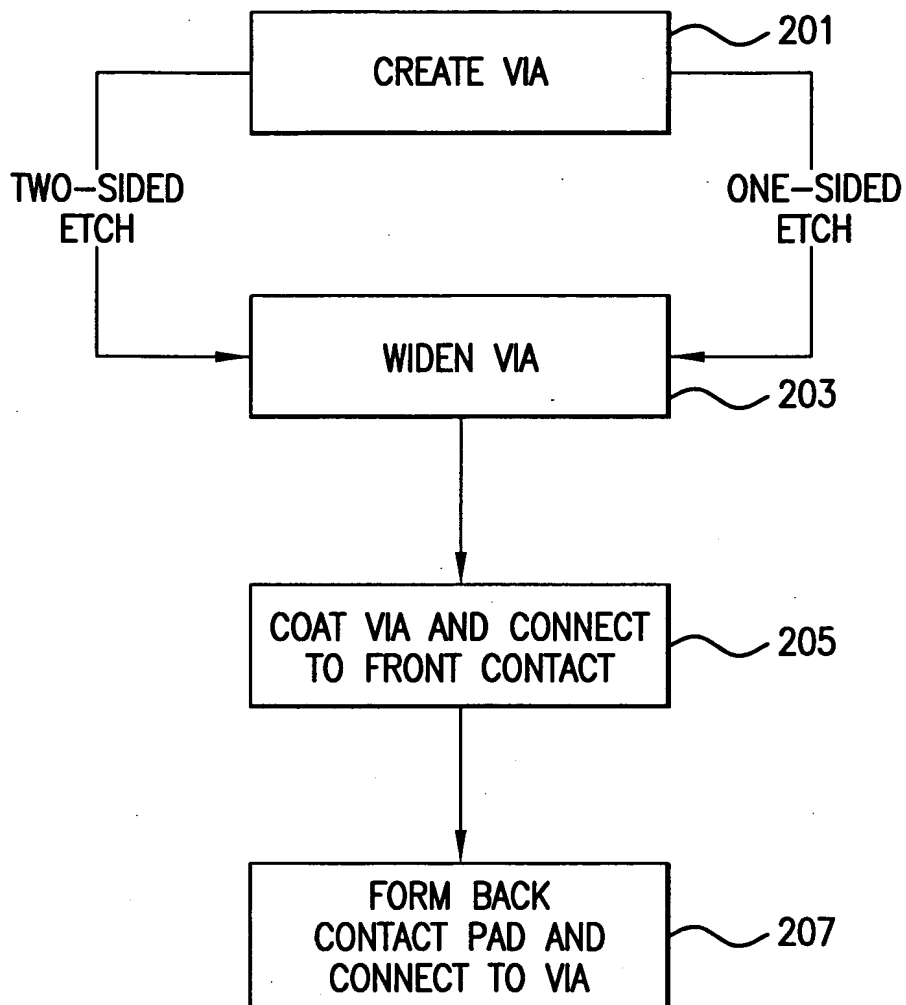 201
CREATE VIA
TWO-SIDED
ETCH
ONE-SIDED
ETCH
WIDEN VIA
203
COAT VIA AND CONNECT
TO FRONT CONTACT
205
FORM BACK
CONTACT PAD AND
CONNECT TO VIA
207